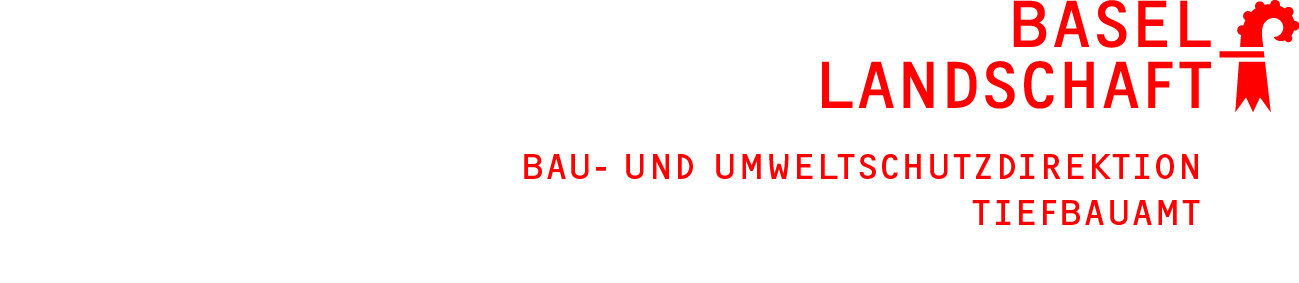 BASEL
LANDSCHAFT
BAU- UND UMWELTSCHUTZDIREKTION
TIEFBAUAMT